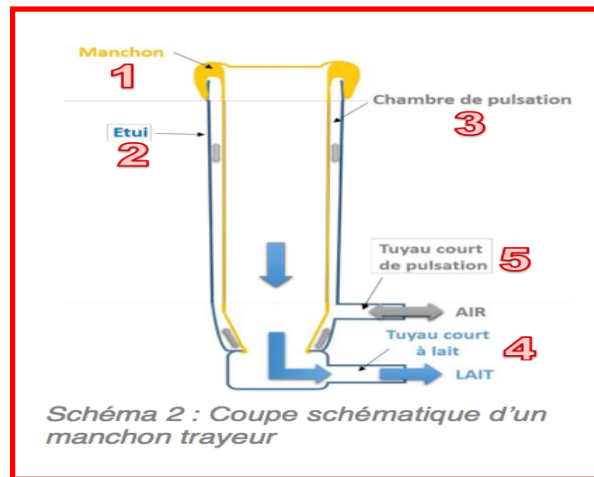 Manchon
1
Chambre de pulsation
3
Etui
2
Tuyau court
de pulsation
5
AIR
Tuyau court
à lait
4
LAIT
Schéma 2 : Coupe schématique d'un
manchon trayeur